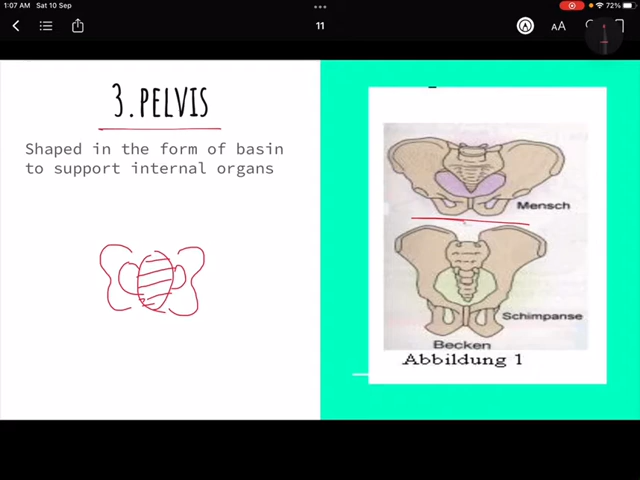 1:07 AM Sat 10 Sep
72%
11
AA
3.PELVIS
Shaped in the form of basin
to support internal organs
Mensch
Schimpanse
Becken
Abbildung 1